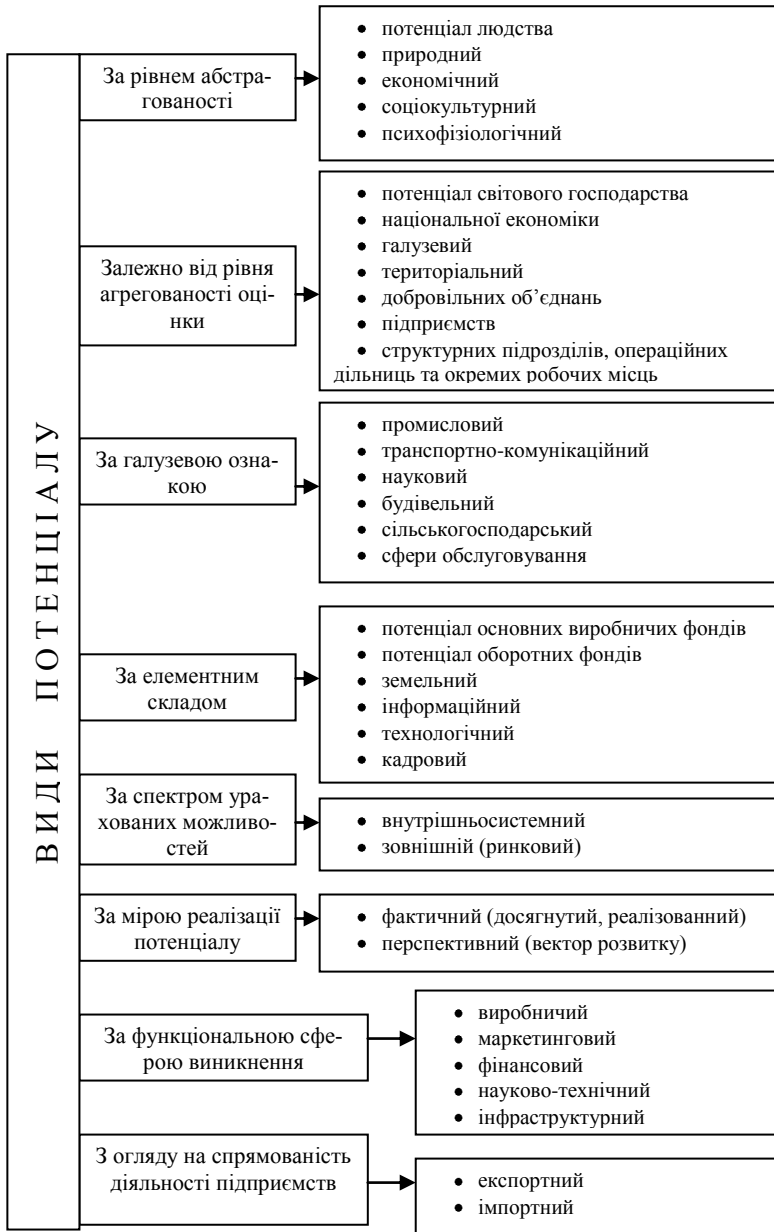 ВИДИ ПОТЕНЦІАЛУ
За рівнем абстра-
гованості
• потенціал людства
• природний
• економічний
• соціокультурний
• психофізіологічний
Залежно від рівня
агрегованості оці-
нки
• потенціал світового господарства
• національної економіки
• галузевий
• територіальний
• добровільних об’єднань
• підприємств
• структурних підрозділів, операційних
дільниць та окремих робочих місць
За галузевою озна-
кою
• промисловий
• транспортно-комунікаційний
• науковий
• будівельний
• сільськогосподарський
• сфери обслуговування
За елементним
складом
• потенціал основних виробничих фондів
• потенціал оборотних фондів
• земельний
• інформаційний
• технологічний
• кадровий
За спектром ура-
хованих можливо-
стей
• внутрішньосистемний
• зовнішній (ринковий)
За мірою реалізації
потенціалу
• фактичний (досягнутий, реалізованний)
• перспективний (вектор розвитку)
За функціональною сфе-
рою виникнення
• виробничий
• маркетинговий
• фінансовий
• науково-технічний
• інфраструктурний
З огляду на спрямованість
діяльності підприємств
• експортний
• імпортний